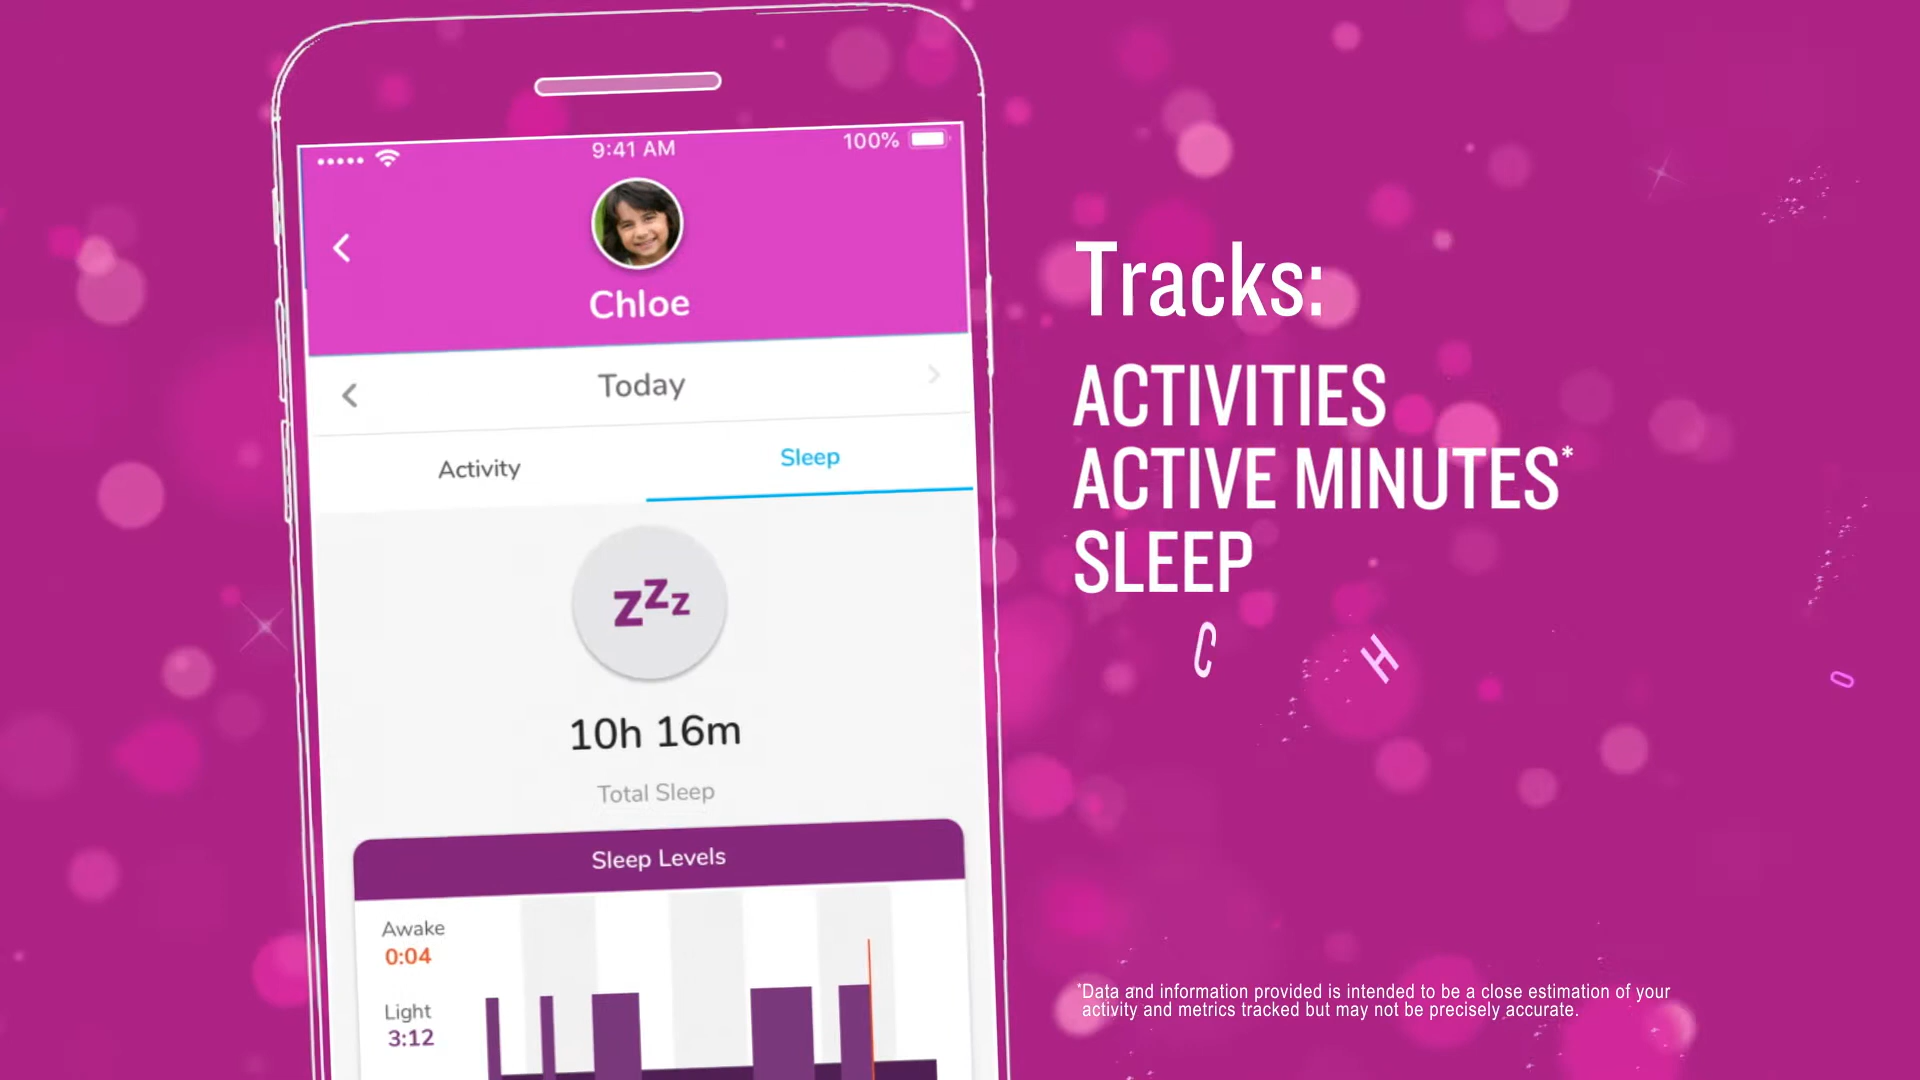 9:41 AM
100%
Chloe
Today
Activity
Sleep
zzz
10h 16m
Total Sleep
Sleep Levels
Awake
0:04
Light
3:12
Tracks:
ACTIVITIES
ACTIVE MINUTES*
SLEEP
C H O
*Data and information provided is intended to be a close estimation of your
activity and metrics tracked but may not be precisely accurate.